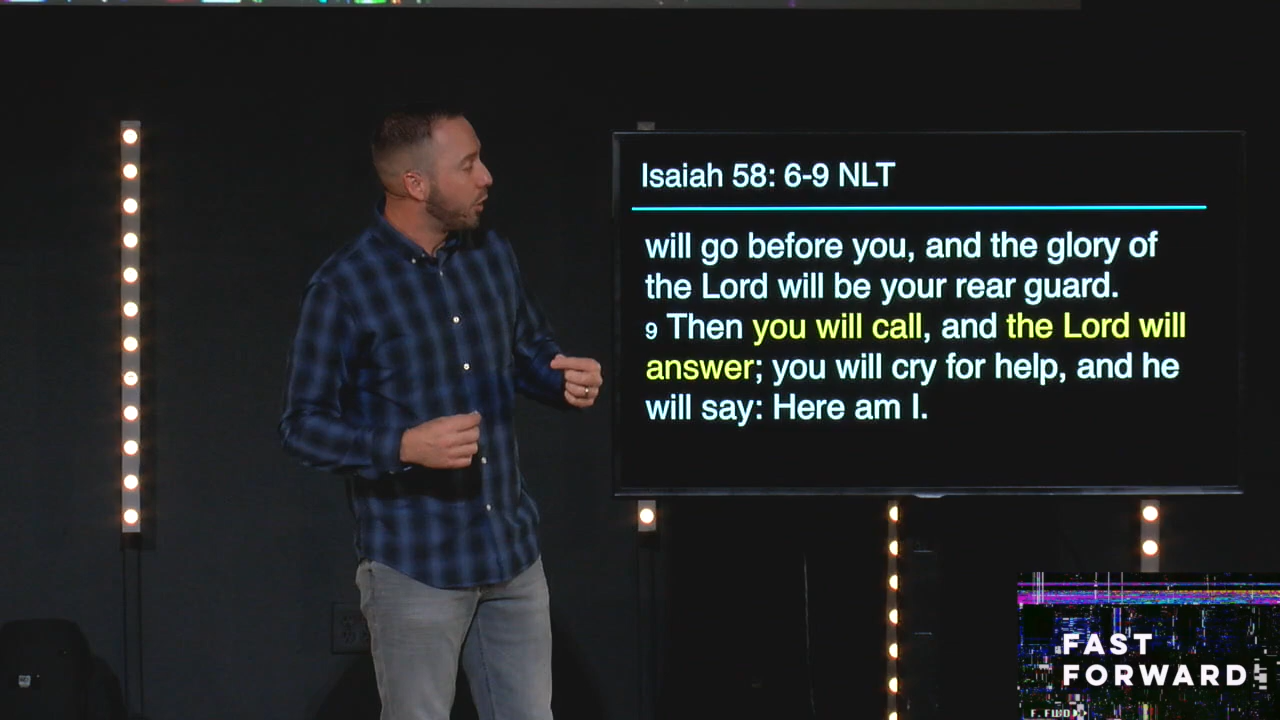 Isaiah 58: 6-9 NLT
will go before you, and the glory of
the Lord will be your rear guard.
9 Then you will call, and the Lord will
answer; you will cry for help, and he
will say: Here am I.
FAST
FORWARD
F.FWD